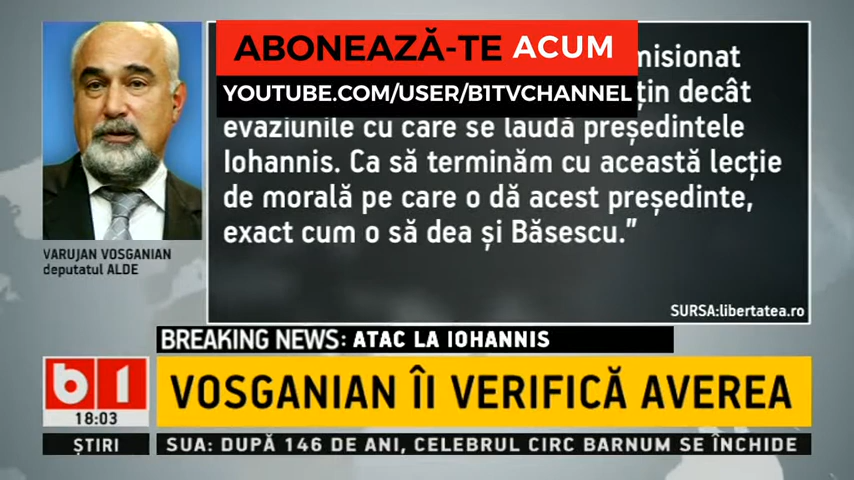 ABONEAZĂ-TE ACUM
YOUTUBE.COM/USER/B1TVCHANNEL
decât
evaziunile cu care se laudă președintele
Iohannis. Ca să terminăm cu această lecție
de morală pe care o dă acest președinte,
exact cum o să dea și Băsescu.”
VARUJAN VOSGANIAN
deputatul ALDE
SURSA:libertatea.ro
BREAKING NEWS: ATAC LA IOHANNIS
b1
VOSGANIAN ÎI VERIFICĂ AVEREA
18:03
ȘTIRI
SUA: DUPĂ 146 DE ANI, CELEBRUL CIRC BARNUM SE ÎNCHIDE